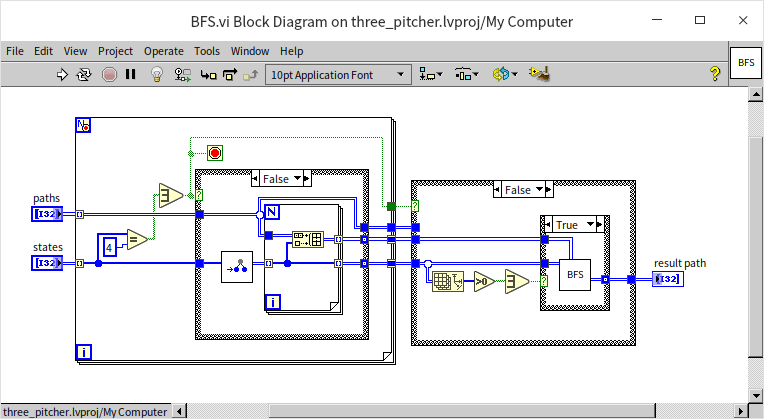 BFS.vi Block Diagram on three_pitcher.lvproj/My Computer
File Edit View Project Operate Tools Window Help
10pt Application Font
?
BFS
N
False
?
paths
[I32]
states
[I32]
4
=
N
i
i
False
?
True
?
>0
BFS
result path
[I32]
three_pitcher.lvproj/My Computer